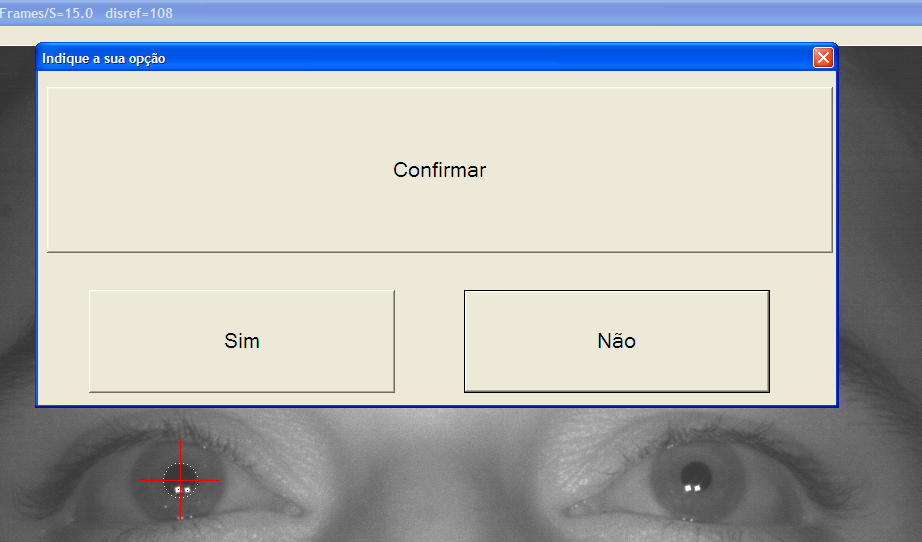 Frames/S=15.0 disref=108
Indique a sua opção
Confirmar
Sim
Não